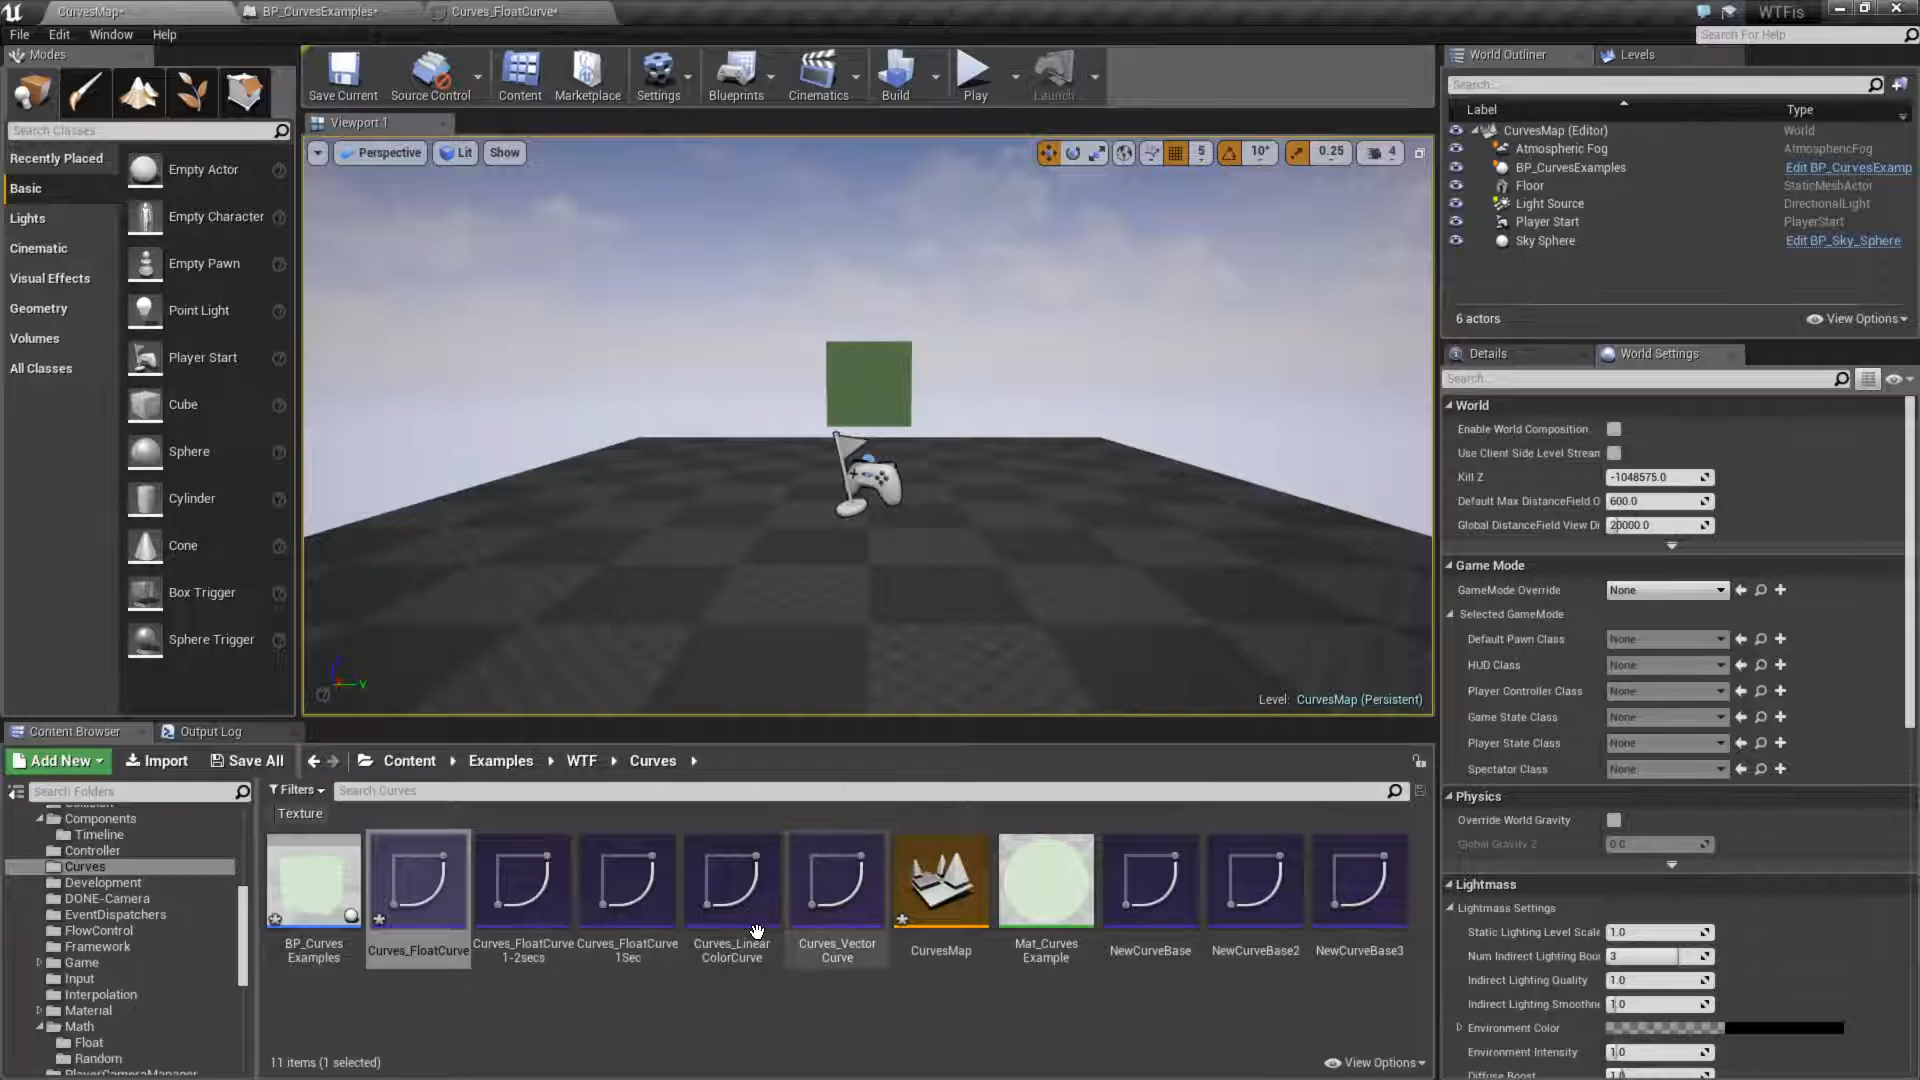 CurvesMap*
BP_CurvesExamples*
Curves_FloatCurve*
WTFis
File Edit Window Help
Search For Help
Modes
Search Classes
Recently Placed
Basic
Lights
Cinematic
Visual Effects
Geometry
Volumes
All Classes
Empty Actor
Empty Character
Empty Pawn
Point Light
Player Start
Cube
Sphere
Cylinder
Cone
Box Trigger
Sphere Trigger
Save Current
Source Control
Content
Marketplace
Settings
Blueprints
Cinematics
Build
Play
Launch
Viewport 1
Perspective
Lit
Show
5
10°
0.25
4
Level: CurvesMap (Persistent)
World Outliner
Levels
Search...
Label Type
CurvesMap (Editor) World
Atmospheric Fog AtmosphericFog
BP_CurvesExamples Edit BP_CurvesExamp
Floor StaticMeshActor
Light Source DirectionalLight
Player Start PlayerStart
Sky Sphere Edit BP_Sky_Sphere
6 actors
View Options
Details
World Settings
Search...
World
Enable World Composition
Use Client Side Level Stream
Kill Z -1048575.0
Default Max DistanceField O 600.0
Global DistanceField View Di 20000.0
Game Mode
GameMode Override None
Selected GameMode
Default Pawn Class None
HUD Class None
Player Controller Class None
Game State Class None
Player State Class None
Spectator Class None
Physics
Override World Gravity
Global Gravity Z 0.0
Lightmass
Lightmass Settings
Static Lighting Level Scale 1.0
Num Indirect Lighting Bou 3
Indirect Lighting Quality 1.0
Indirect Lighting Smoothne 1.0
Environment Color
Environment Intensity 1.0
Diffuse Boost 1.0
Content Browser
Output Log
Add New
Import
Save All
Content Examples WTF Curves
Search Folders
Filters
Search Curves
Texture
Collision
Components
Timeline
Controller
Curves
Development
DONE-Camera
EventDispatchers
FlowControl
Framework
Game
Input
Interpolation
Material
Math
Float
Random
PlayerCameraManager
BP_Curves
Examples
Curves_FloatCurve
Curves_FloatCurve
1-2secs
Curves_FloatCurve
1Sec
Curves_Linear
ColorCurve
Curves_Vector
Curve
CurvesMap
Mat_Curves
Example
NewCurveBase
NewCurveBase2
NewCurveBase3
11 items (1 selected)
View Options